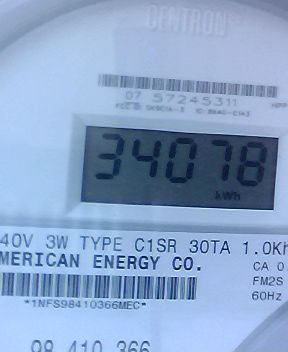 CENTRON
07 57245311
34078
kWh
40V 3W TYPE C1SR 30TA 1.0Kh
MERICAN ENERGY CO.
CA 0
FM2S
60Hz
*1NFS98410366MEC*
98 410 366